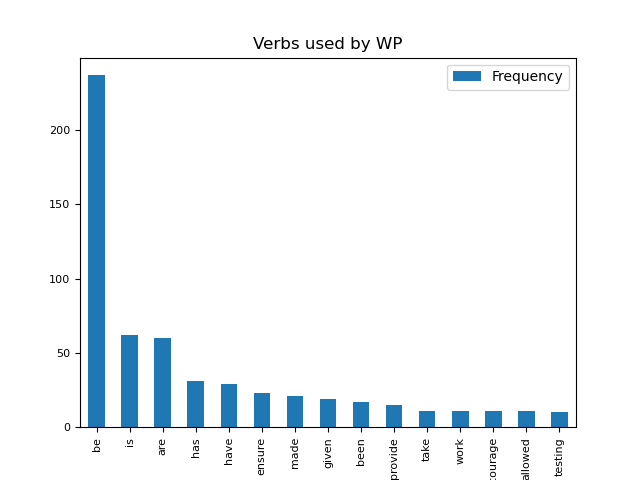 Verbs used by WP
Frequency
200
150
100
50
0
be
is
are
has
have
ensure
made
given
been
provide
take
work
courage
allowed
testing